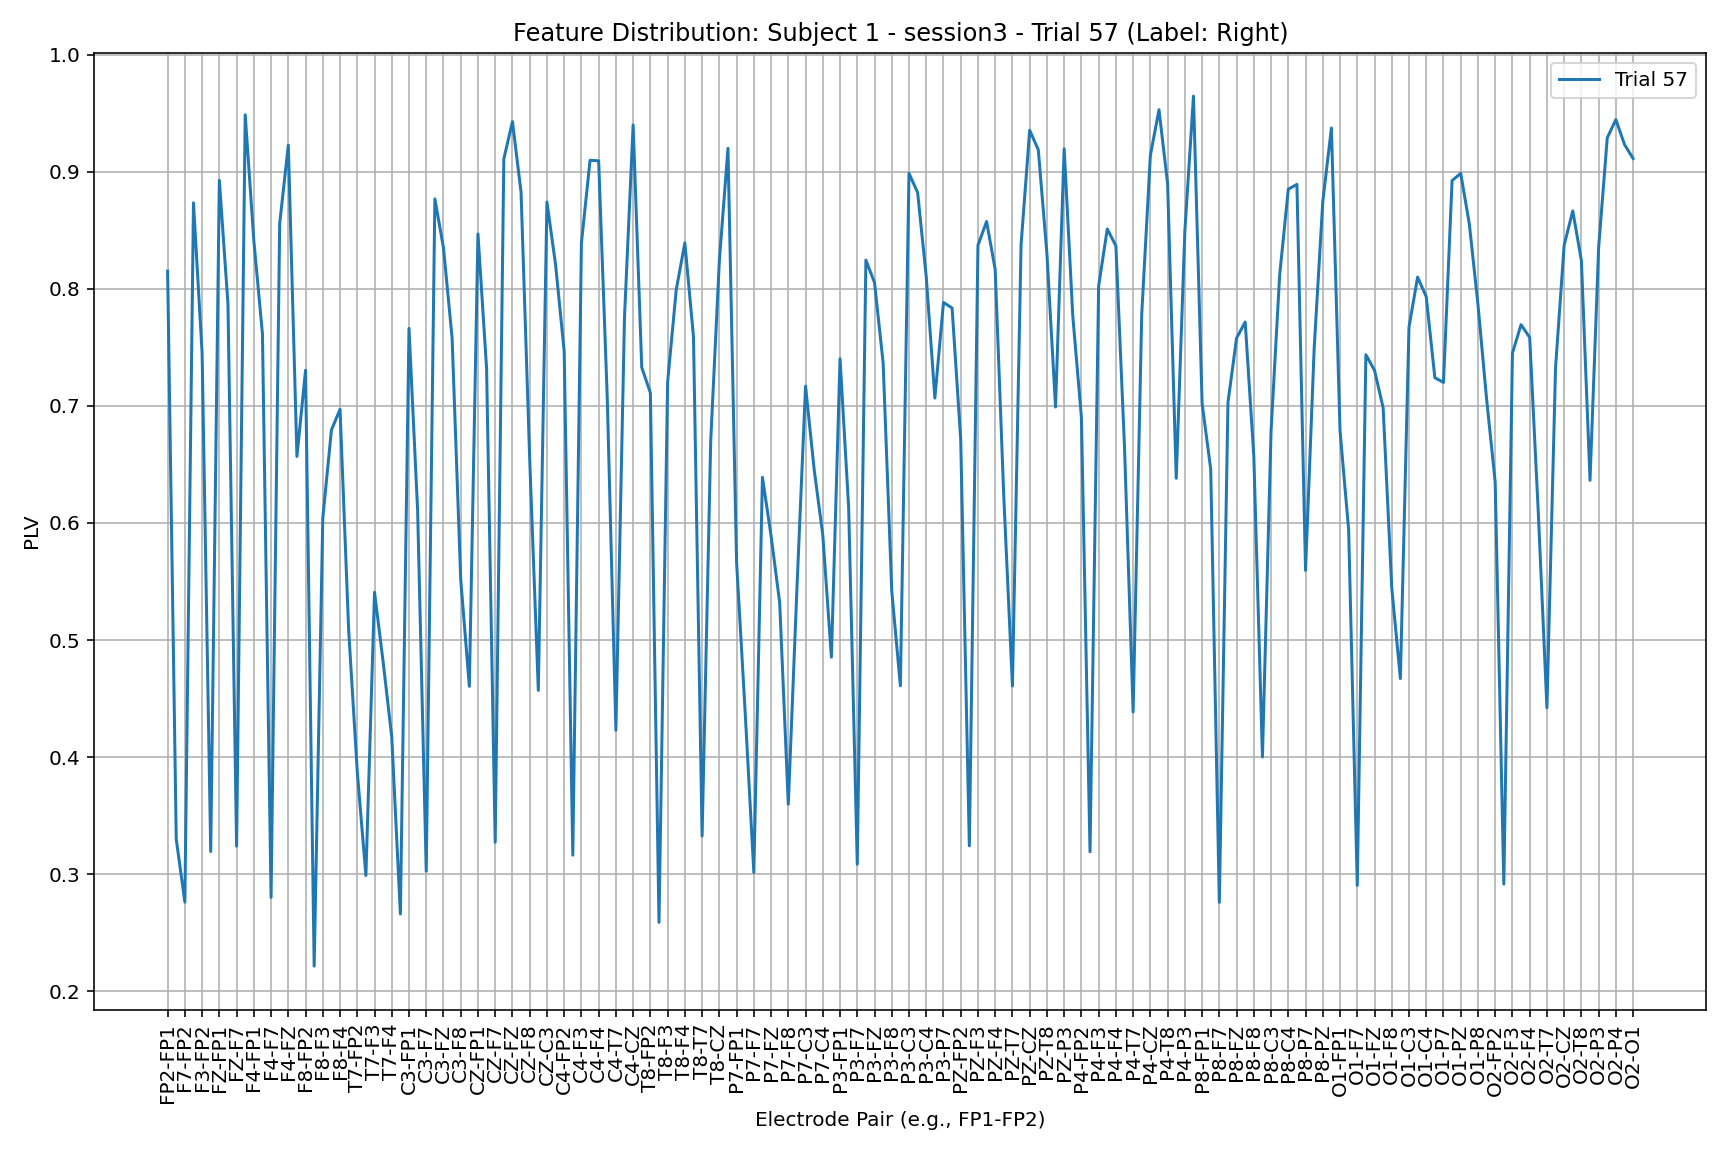 Feature Distribution: Subject 1 - session3 - Trial 57 (Label: Right)
Trial 57
1.0
0.9
0.8
0.7
0.6
0.5
0.4
0.3
0.2
PLV
FP2-FP1
F7-FP2
F3-FP2
FZ-FP1
FZ-F7
F4-FP1
F4-F7
F4-FZ
F8-FP2
F8-F3
F8-F4
T7-FP2
T7-F3
T7-F4
C3-FP1
C3-F7
C3-FZ
C3-F8
CZ-FP1
CZ-F7
CZ-FZ
CZ-F8
CZ-C3
C4-FP2
C4-F3
C4-F4
C4-T7
C4-CZ
T8-FP2
T8-F3
T8-F4
T8-T7
T8-CZ
P7-FP1
P7-F7
P7-FZ
P7-F8
P7-C3
P7-C4
P3-FP1
P3-F7
P3-FZ
P3-F8
P3-C3
P3-C4
P3-P7
PZ-FP2
PZ-F3
PZ-F4
PZ-T7
PZ-CZ
PZ-T8
PZ-P3
P4-FP2
P4-F3
P4-F4
P4-T7
P4-CZ
P4-T8
P4-P3
P8-FP1
P8-F7
P8-FZ
P8-F8
P8-C3
P8-C4
P8-P7
P8-PZ
O1-FP1
O1-F7
O1-FZ
O1-F8
O1-C3
O1-C4
O1-P7
O1-PZ
O1-P8
O2-FP2
O2-F3
O2-F4
O2-T7
O2-CZ
O2-T8
O2-P3
O2-P4
O2-O1
Electrode Pair (e.g., FP1-FP2)